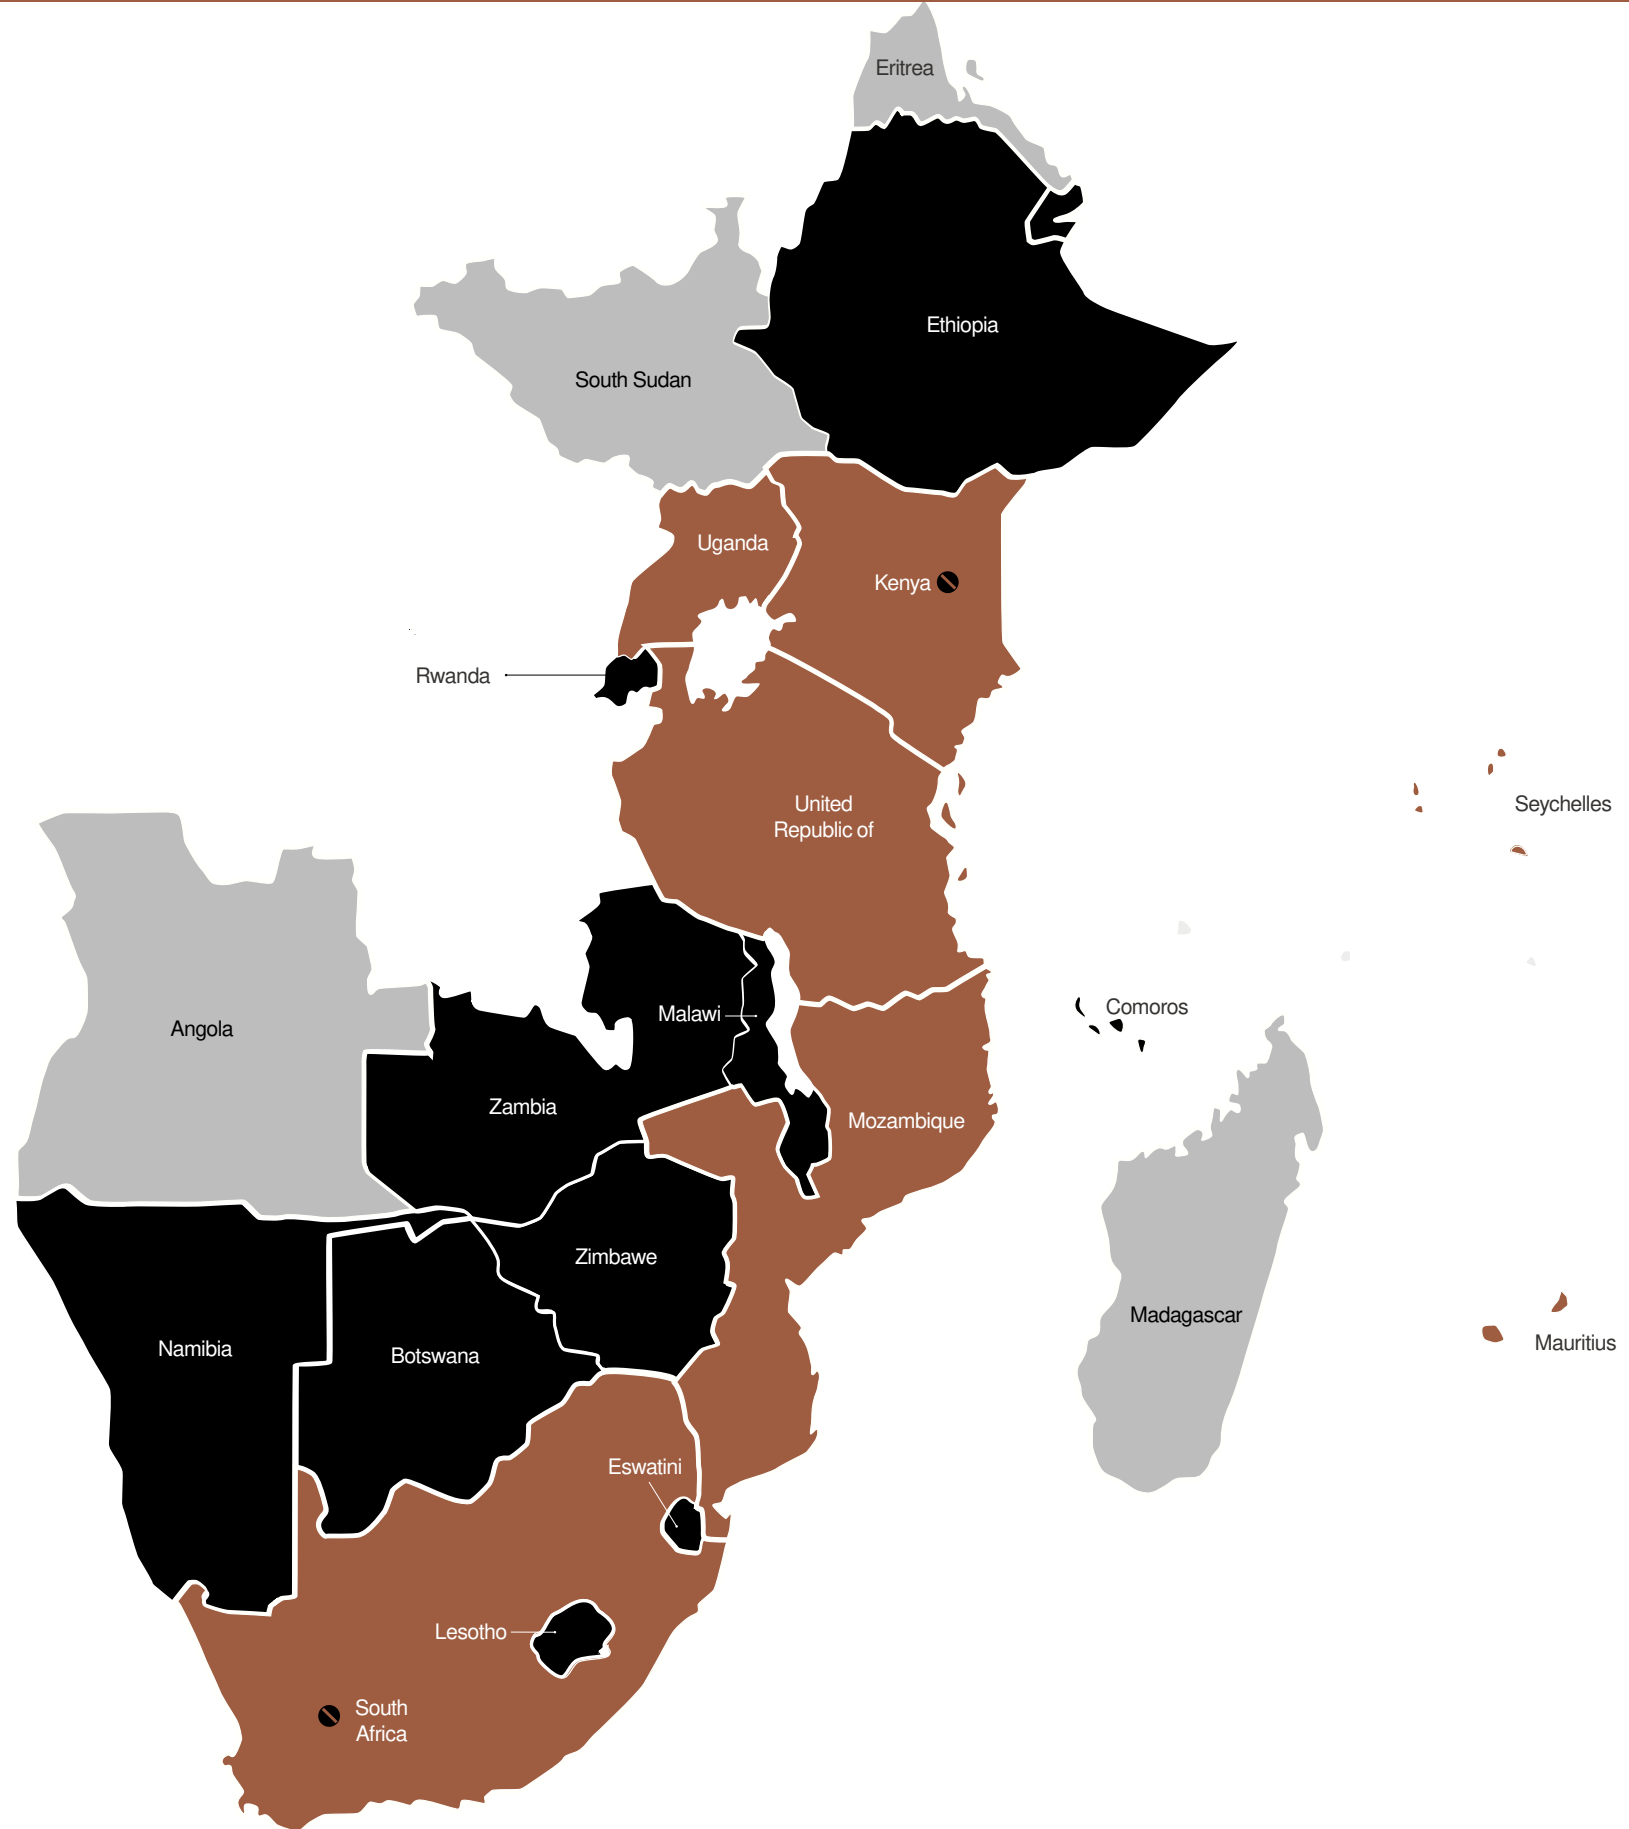 Eritrea
Ethiopia
South Sudan
Uganda
Kenya
Rwanda
United
Republic of
Seychelles
Malawi
Comoros
Angola
Zambia
Mozambique
Zimbawe
Madagascar
Mauritius
Namibia
Botswana
Eswatini
Lesotho
South
Africa